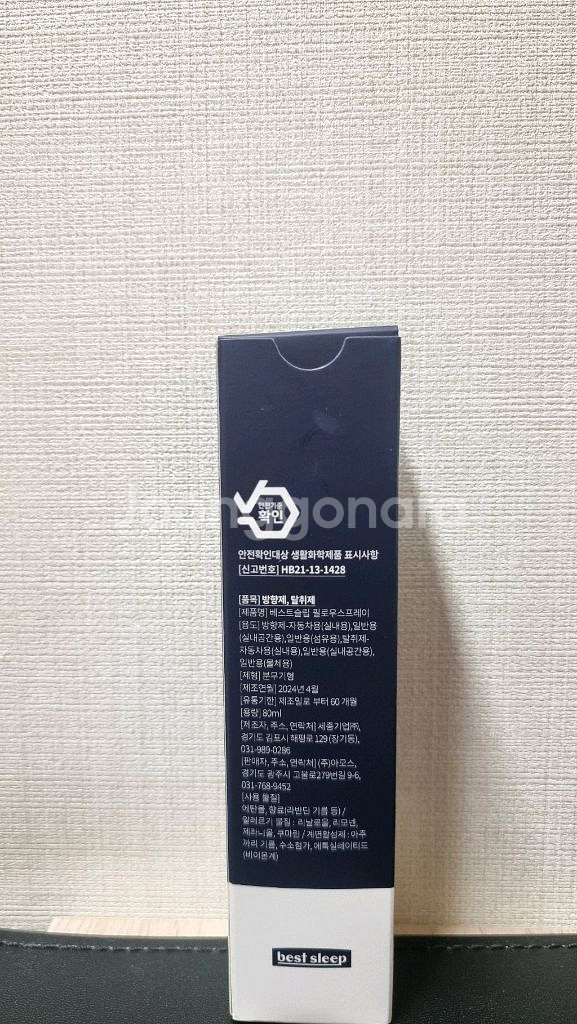 안전기준
확인
joonggonara
안전확인대상 생활화학제품 표시사항
[신고번호] HB21-13-1428
[품목] 방향제, 탈취제
[제품명] 베스트슬립 필로우스프레이
[용도] 방향제-자동차용(실내용),일반용
(실내공간용),일반용(섬유용),탈취제-
자동차용(실내용),일반용(실내공간용),
일반용(물체용)
[제형] 분무기형
[제조연월] 2024년 4월
[유통기한] 제조일로 부터 60 개월
[용량] 80ml
[제조자, 주소, 연락처] 세종기업㈜,
경기도 김포시 해평로 129 (장기동),
031-989-0286
[판매자, 주소, 연락처] (주)아모스,
경기도 광주시 고불로279번길 9-6,
031-768-9452
[사용 물질]
에탄올, 향료(라반딘 기름 등) /
알레르기 물질 : 리날로울, 리모넨,
제라니올, 쿠마린 / 계면활성제 : 아주
까리 기름, 수소첨가, 에톡실레이티드
(비이온계)
best sleep